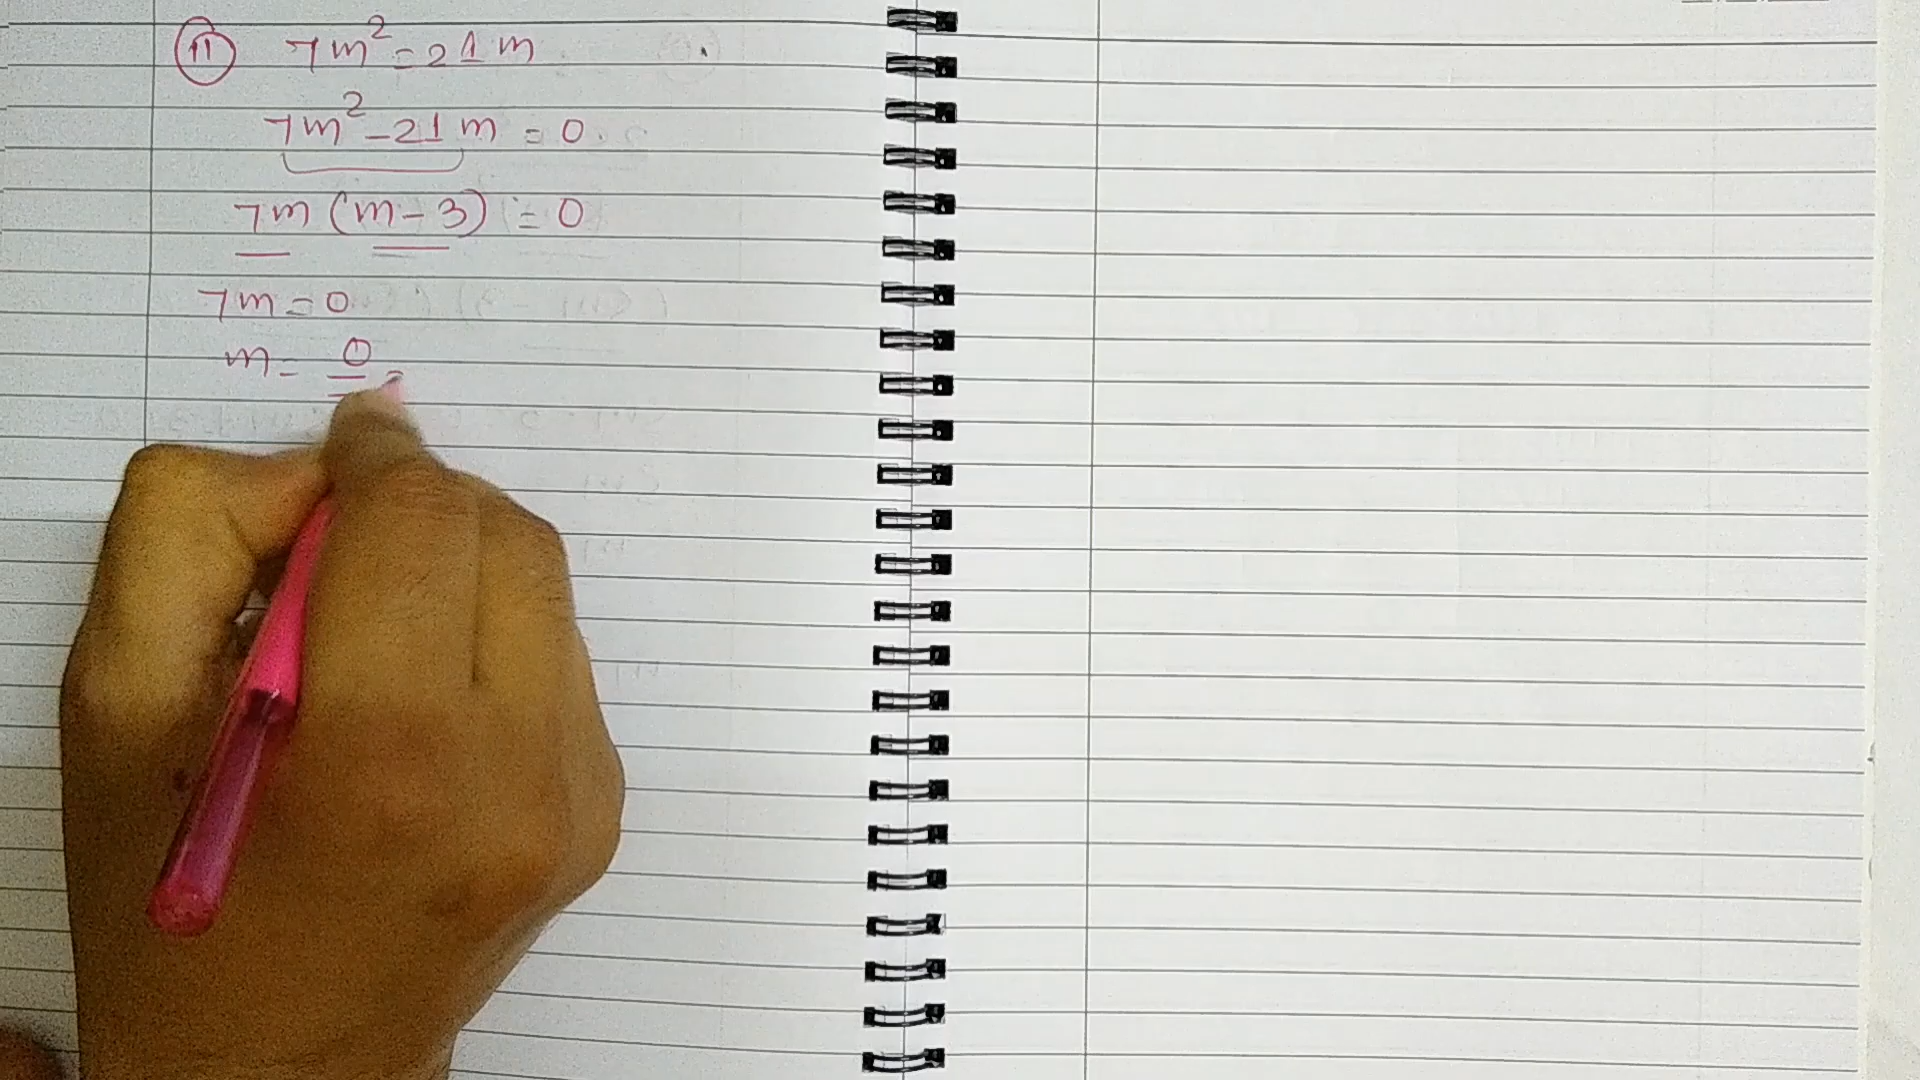 11 7m² = 21m
7m² - 21m = 0.
7m (m - 3) = 0
7m = 0
m = 0